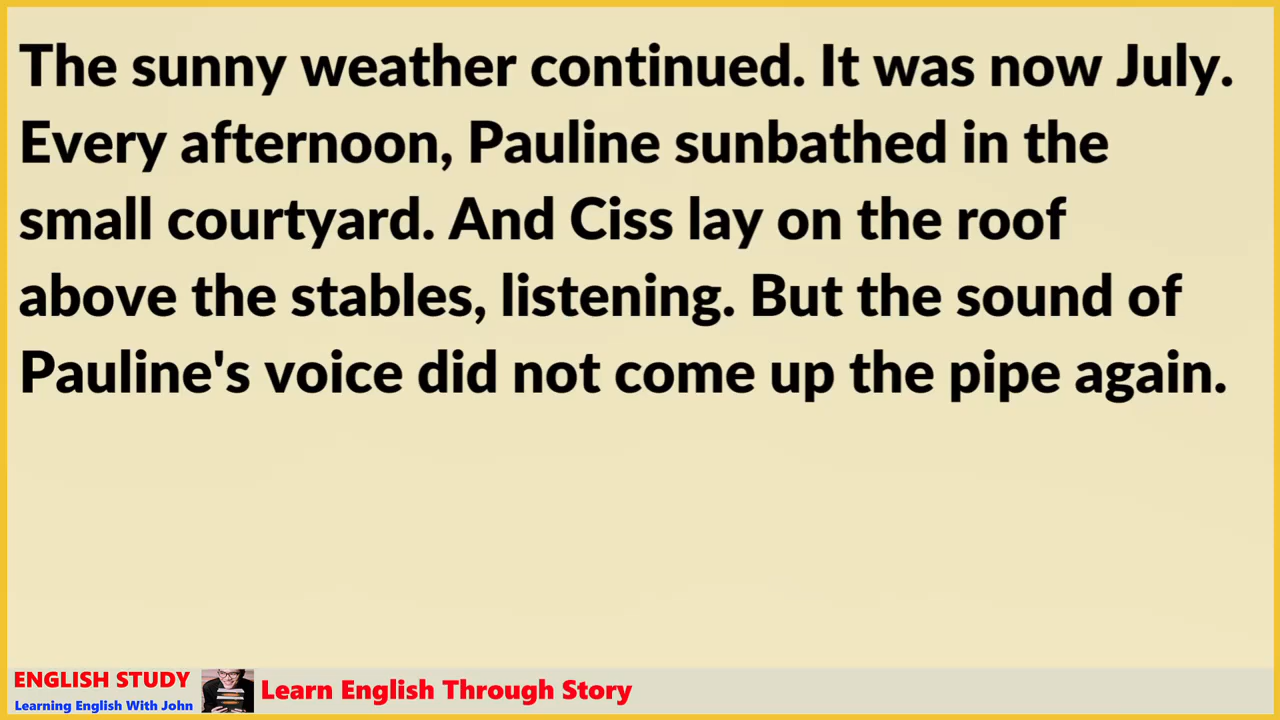 The sunny weather continued. It was now July.
Every afternoon, Pauline sunbathed in the
small courtyard. And Ciss lay on the roof
above the stables, listening. But the sound of
Pauline's voice did not come up the pipe again.
ENGLISH STUDY
Learning English With John
Learn English Through Story